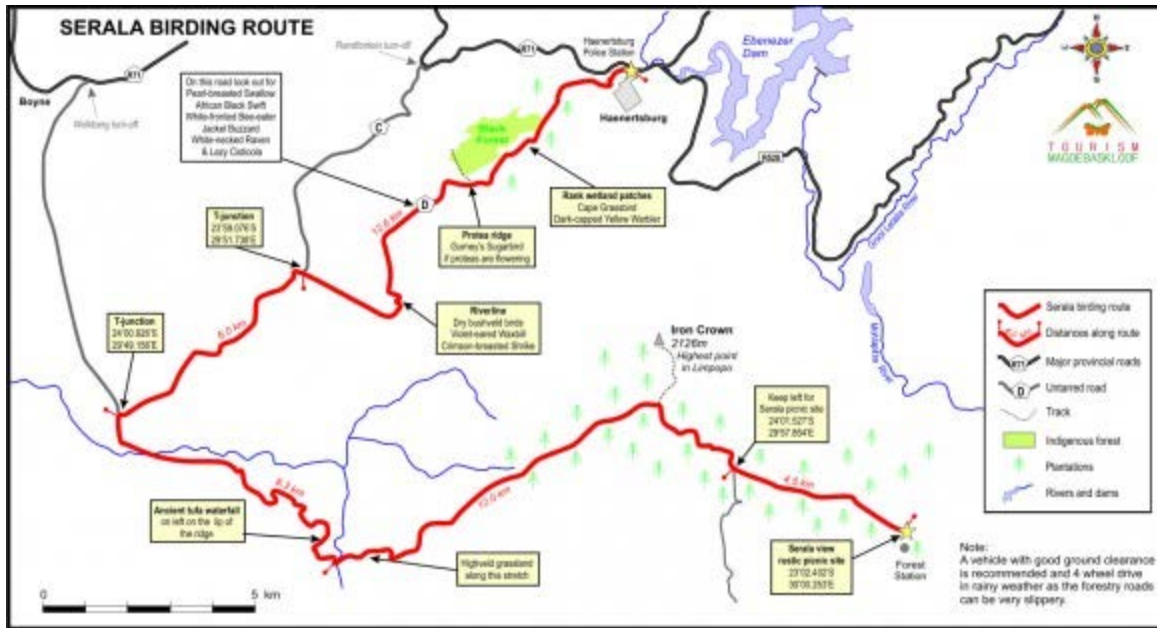 SERALA BIRDING ROUTE
Boyne
R71
R71
Haenertsburg
Police Station
Haenertsburg
Ebenezer
Dam
R528
TOURISM
MAGOEBASKLOOF
On this road look out for
Pearl-breasted Swallow
African Black Swift
White-fronted Bee-eater
Jackal Buzzard
White-necked Raven
& Lazy Cisticola
C
D
Black
Forest
Rank wetland patches
Cape Grassbird
Dark-capped Yellow Warbler
Protea ridge
Gurney's Sugarbird
if proteas are flowering
T-junction
12.6 km
Riverine
Dry bushveld birds
Violet-eared Waxbill
Crimson-breasted Shrike
T-junction
6.0 km
Iron Crown
2126m
Highest point
in Limpopo
Keep left for
Serala picnic site
24°01.527'S
4.5 km
12.0 km
Ancient tufa waterfall
on left on the lip of
the ridge
Highveld grassland
along this stretch
Serala view
rustic picnic site
Forest
Station
Serala birding route
Distances along route
R71
Major provincial roads
D
Untarred road
Track
Indigenous forest
Plantations
Rivers and dams
Note:
A vehicle with good ground clearance
is recommended and 4 wheel drive
in rainy weather as the forestry roads
can be very slippery.
0
5 km